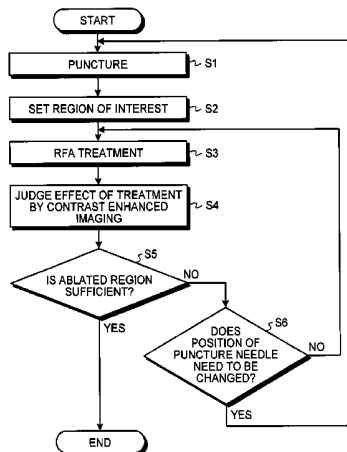 START
PUNCTURE
S1
SET REGION OF INTEREST
S2
RFA TREATMENT
S3
JUDGE EFFECT OF TREATMENT
BY CONTRAST ENHANCED
IMAGING
S4
S5
IS ABLATED REGION
SUFFICIENT?
NO
YES
S6
DOES
POSITION OF
PUNCTURE NEEDLE
NEED TO BE
CHANGED?
NO
YES
END